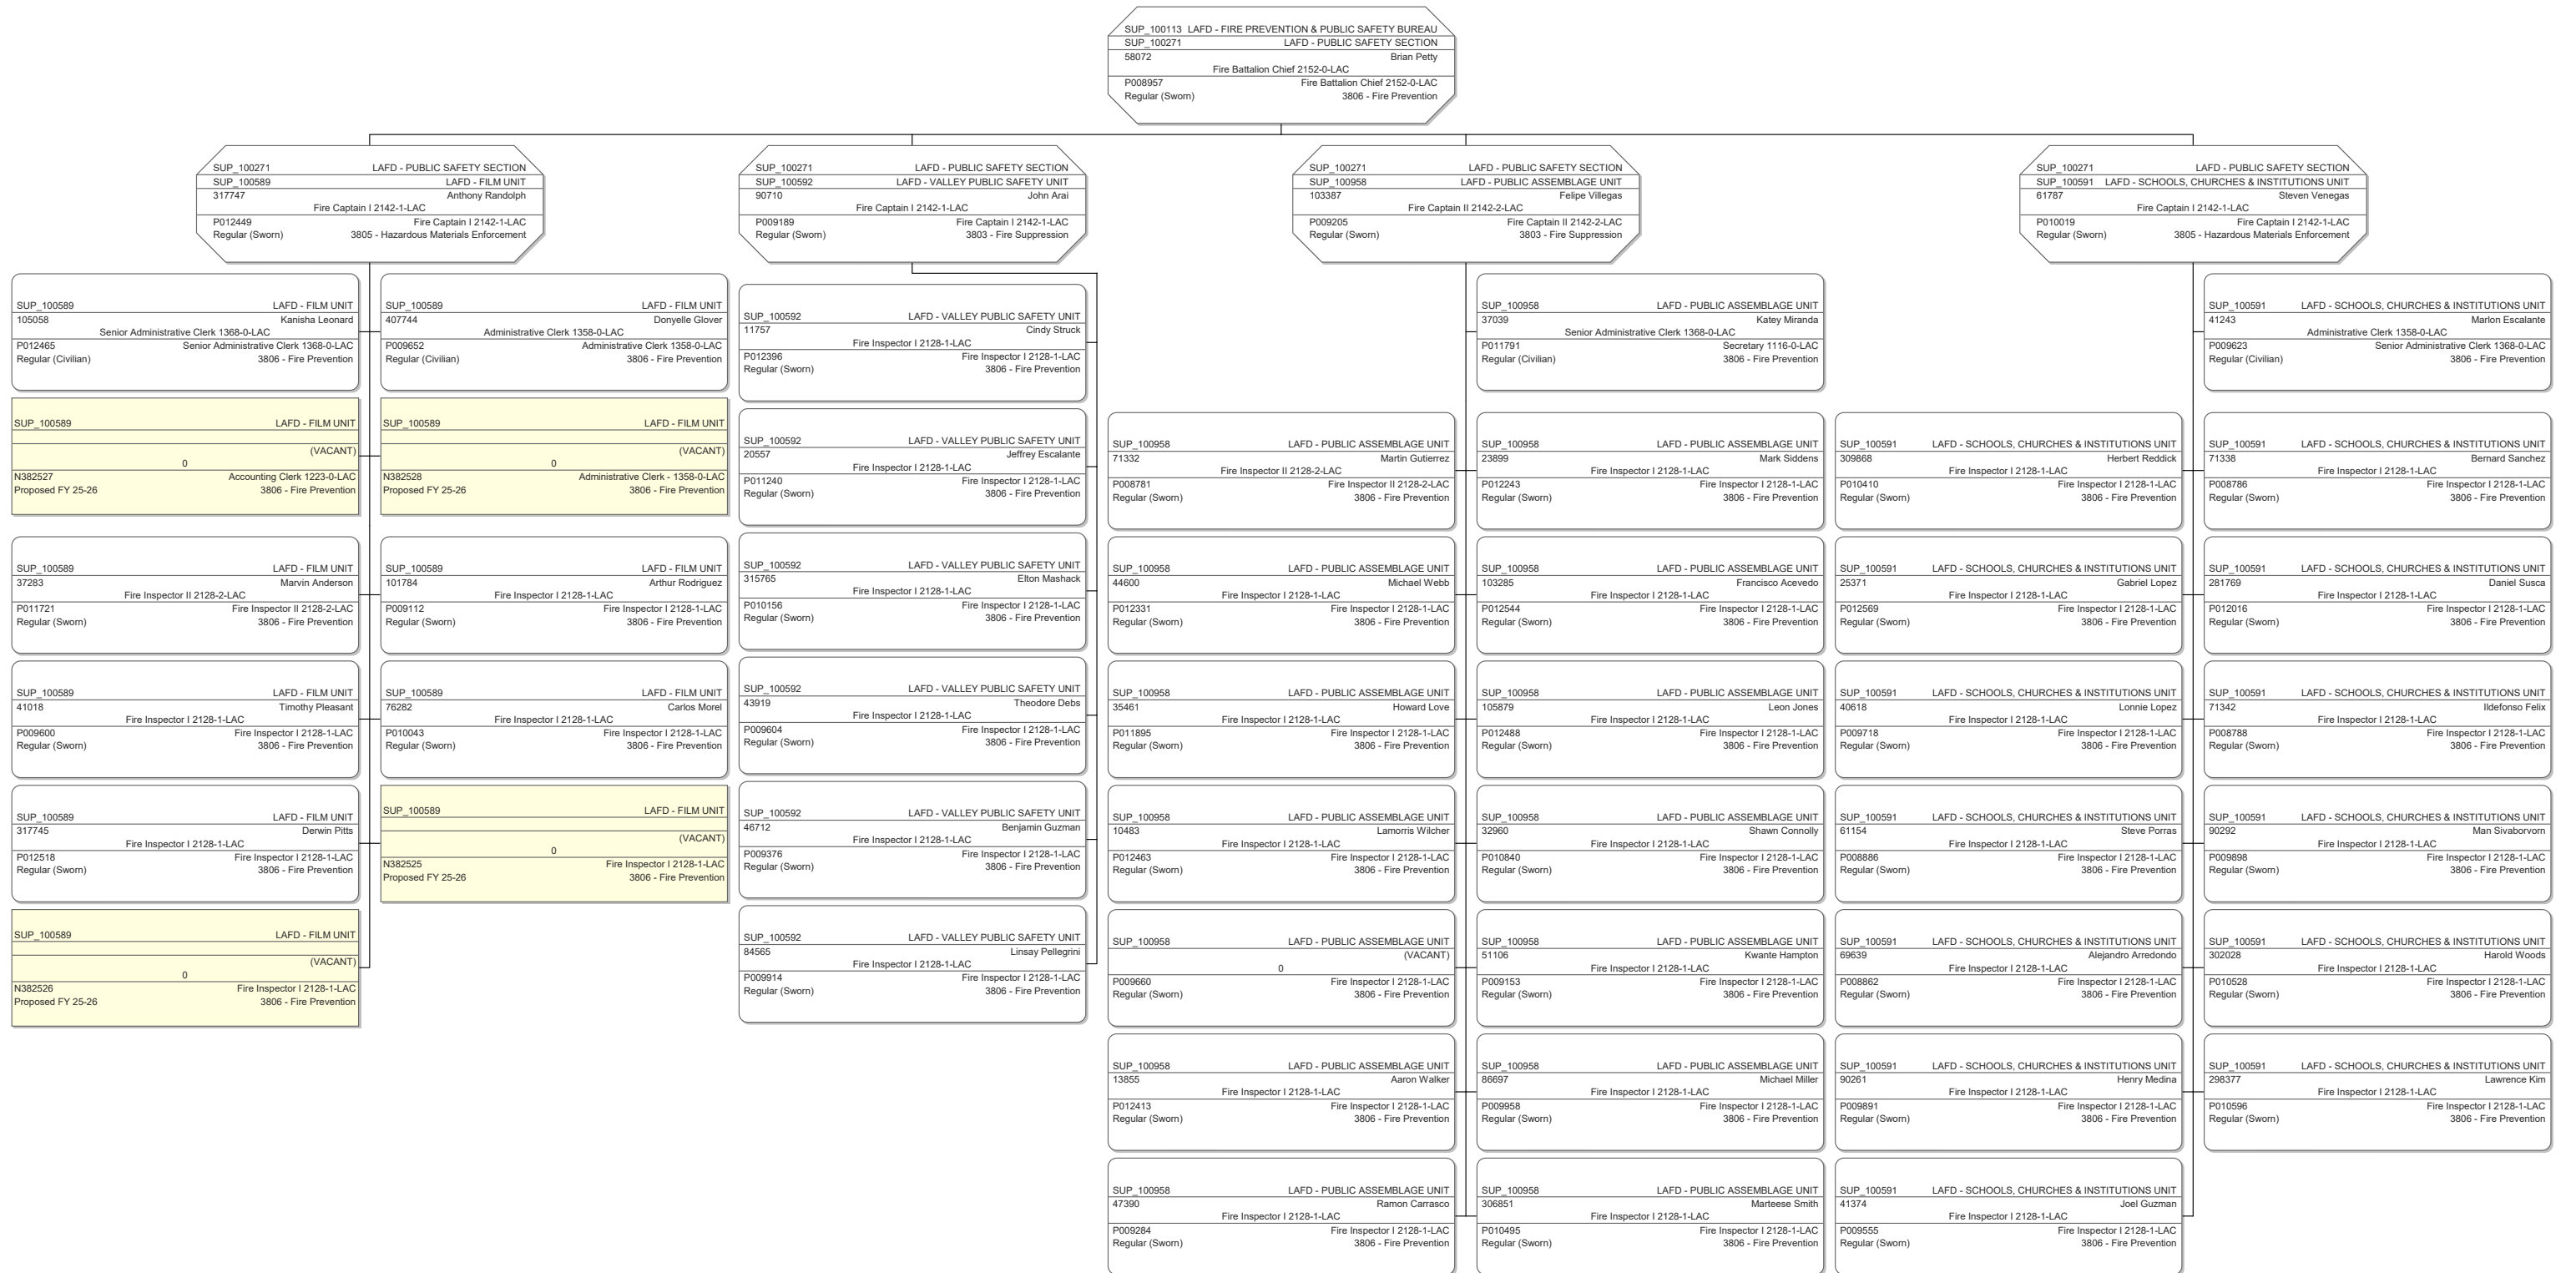 SUP_100113 LAFD - FIRE PREVENTION & PUBLIC SAFETY BUREAU
SUP_100271 LAFD - PUBLIC SAFETY SECTION
58072 Brian Petty
Fire Battalion Chief 2152-0-LAC
P008957 Fire Battalion Chief 2152-0-LAC
Regular (Sworn) 3806 - Fire Prevention
SUP_100271 LAFD - PUBLIC SAFETY SECTION
SUP_100589 LAFD - FILM UNIT
317747 Anthony Randolph
Fire Captain I 2142-1-LAC
P012449 Fire Captain I 2142-1-LAC
Regular (Sworn) 3805 - Hazardous Materials Enforcement
SUP_100271 LAFD - PUBLIC SAFETY SECTION
SUP_100592 LAFD - VALLEY PUBLIC SAFETY UNIT
90710 John Arai
Fire Captain I 2142-1-LAC
P009189 Fire Captain I 2142-1-LAC
Regular (Sworn) 3803 - Fire Suppression
SUP_100271 LAFD - PUBLIC SAFETY SECTION
SUP_100958 LAFD - PUBLIC ASSEMBLAGE UNIT
103387 Felipe Villegas
Fire Captain II 2142-2-LAC
P009205 Fire Captain II 2142-2-LAC
Regular (Sworn) 3803 - Fire Suppression
SUP_100271 LAFD - PUBLIC SAFETY SECTION
SUP_100591 LAFD - SCHOOLS, CHURCHES & INSTITUTIONS UNIT
61787 Steven Venegas
Fire Captain I 2142-1-LAC
P010019 Fire Captain I 2142-1-LAC
Regular (Sworn) 3805 - Hazardous Materials Enforcement
SUP_100589 LAFD - FILM UNIT
105058 Kanisha Leonard
Senior Administrative Clerk 1368-0-LAC
P012465 Senior Administrative Clerk 1368-0-LAC
Regular (Civilian) 3806 - Fire Prevention
SUP_100589 LAFD - FILM UNIT
407744 Donyelle Glover
Administrative Clerk 1358-0-LAC
P009652 Administrative Clerk 1358-0-LAC
Regular (Civilian) 3806 - Fire Prevention
SUP_100589 LAFD - FILM UNIT
(VACANT)
0
N382527 Accounting Clerk 1223-0-LAC
Proposed FY 25-26 3806 - Fire Prevention
SUP_100589 LAFD - FILM UNIT
(VACANT)
0
N382528 Administrative Clerk - 1358-0-LAC
Proposed FY 25-26 3806 - Fire Prevention
SUP_100589 LAFD - FILM UNIT
37283 Marvin Anderson
Fire Inspector II 2128-2-LAC
P011721 Fire Inspector II 2128-2-LAC
Regular (Sworn) 3806 - Fire Prevention
SUP_100589 LAFD - FILM UNIT
101784 Arthur Rodriguez
Fire Inspector I 2128-1-LAC
P009112 Fire Inspector I 2128-1-LAC
Regular (Sworn) 3806 - Fire Prevention
SUP_100589 LAFD - FILM UNIT
41018 Timothy Pleasant
Fire Inspector I 2128-1-LAC
P009600 Fire Inspector I 2128-1-LAC
Regular (Sworn) 3806 - Fire Prevention
SUP_100589 LAFD - FILM UNIT
76282 Carlos Morel
Fire Inspector I 2128-1-LAC
P010043 Fire Inspector I 2128-1-LAC
Regular (Sworn) 3806 - Fire Prevention
SUP_100589 LAFD - FILM UNIT
317745 Derwin Pitts
Fire Inspector I 2128-1-LAC
P012518 Fire Inspector I 2128-1-LAC
Regular (Sworn) 3806 - Fire Prevention
SUP_100589 LAFD - FILM UNIT
(VACANT)
0
N382525 Fire Inspector I 2128-1-LAC
Proposed FY 25-26 3806 - Fire Prevention
SUP_100589 LAFD - FILM UNIT
(VACANT)
0
N382526 Fire Inspector I 2128-1-LAC
Proposed FY 25-26 3806 - Fire Prevention
SUP_100592 LAFD - VALLEY PUBLIC SAFETY UNIT
11757 Cindy Struck
Fire Inspector I 2128-1-LAC
P012396 Fire Inspector I 2128-1-LAC
Regular (Sworn) 3806 - Fire Prevention
SUP_100592 LAFD - VALLEY PUBLIC SAFETY UNIT
20557 Jeffrey Escalante
Fire Inspector I 2128-1-LAC
P011240 Fire Inspector I 2128-1-LAC
Regular (Sworn) 3806 - Fire Prevention
SUP_100592 LAFD - VALLEY PUBLIC SAFETY UNIT
315765 Elton Mashack
Fire Inspector I 2128-1-LAC
P010156 Fire Inspector I 2128-1-LAC
Regular (Sworn) 3806 - Fire Prevention
SUP_100592 LAFD - VALLEY PUBLIC SAFETY UNIT
43919 Theodore Debs
Fire Inspector I 2128-1-LAC
P009604 Fire Inspector I 2128-1-LAC
Regular (Sworn) 3806 - Fire Prevention
SUP_100592 LAFD - VALLEY PUBLIC SAFETY UNIT
46712 Benjamin Guzman
Fire Inspector I 2128-1-LAC
P009376 Fire Inspector I 2128-1-LAC
Regular (Sworn) 3806 - Fire Prevention
SUP_100592 LAFD - VALLEY PUBLIC SAFETY UNIT
84565 Linsay Pellegrini
Fire Inspector I 2128-1-LAC
P009914 Fire Inspector I 2128-1-LAC
Regular (Sworn) 3806 - Fire Prevention
SUP_100958 LAFD - PUBLIC ASSEMBLAGE UNIT
37039 Katey Miranda
Senior Administrative Clerk 1368-0-LAC
P011791 Secretary 1116-0-LAC
Regular (Civilian) 3806 - Fire Prevention
SUP_100958 LAFD - PUBLIC ASSEMBLAGE UNIT
71332 Martin Gutierrez
Fire Inspector II 2128-2-LAC
P008781 Fire Inspector II 2128-2-LAC
Regular (Sworn) 3806 - Fire Prevention
SUP_100958 LAFD - PUBLIC ASSEMBLAGE UNIT
23899 Mark Siddens
Fire Inspector I 2128-1-LAC
P012243 Fire Inspector I 2128-1-LAC
Regular (Sworn) 3806 - Fire Prevention
SUP_100958 LAFD - PUBLIC ASSEMBLAGE UNIT
44600 Michael Webb
Fire Inspector I 2128-1-LAC
P012331 Fire Inspector I 2128-1-LAC
Regular (Sworn) 3806 - Fire Prevention
SUP_100958 LAFD - PUBLIC ASSEMBLAGE UNIT
103285 Francisco Acevedo
Fire Inspector I 2128-1-LAC
P012544 Fire Inspector I 2128-1-LAC
Regular (Sworn) 3806 - Fire Prevention
SUP_100958 LAFD - PUBLIC ASSEMBLAGE UNIT
35461 Howard Love
Fire Inspector I 2128-1-LAC
P011895 Fire Inspector I 2128-1-LAC
Regular (Sworn) 3806 - Fire Prevention
SUP_100958 LAFD - PUBLIC ASSEMBLAGE UNIT
105879 Leon Jones
Fire Inspector I 2128-1-LAC
P012488 Fire Inspector I 2128-1-LAC
Regular (Sworn) 3806 - Fire Prevention
SUP_100958 LAFD - PUBLIC ASSEMBLAGE UNIT
10483 Lamorris Wilcher
Fire Inspector I 2128-1-LAC
P012463 Fire Inspector I 2128-1-LAC
Regular (Sworn) 3806 - Fire Prevention
SUP_100958 LAFD - PUBLIC ASSEMBLAGE UNIT
32960 Shawn Connolly
Fire Inspector I 2128-1-LAC
P010840 Fire Inspector I 2128-1-LAC
Regular (Sworn) 3806 - Fire Prevention
SUP_100958 LAFD - PUBLIC ASSEMBLAGE UNIT
(VACANT)
0
P009660 Fire Inspector I 2128-1-LAC
Regular (Sworn) 3806 - Fire Prevention
SUP_100958 LAFD - PUBLIC ASSEMBLAGE UNIT
51106 Kwante Hampton
Fire Inspector I 2128-1-LAC
P009153 Fire Inspector I 2128-1-LAC
Regular (Sworn) 3806 - Fire Prevention
SUP_100958 LAFD - PUBLIC ASSEMBLAGE UNIT
13855 Aaron Walker
Fire Inspector I 2128-1-LAC
P012413 Fire Inspector I 2128-1-LAC
Regular (Sworn) 3806 - Fire Prevention
SUP_100958 LAFD - PUBLIC ASSEMBLAGE UNIT
86697 Michael Miller
Fire Inspector I 2128-1-LAC
P009958 Fire Inspector I 2128-1-LAC
Regular (Sworn) 3806 - Fire Prevention
SUP_100958 LAFD - PUBLIC ASSEMBLAGE UNIT
47390 Ramon Carrasco
Fire Inspector I 2128-1-LAC
P009284 Fire Inspector I 2128-1-LAC
Regular (Sworn) 3806 - Fire Prevention
SUP_100958 LAFD - PUBLIC ASSEMBLAGE UNIT
306851 Marteese Smith
Fire Inspector I 2128-1-LAC
P010495 Fire Inspector I 2128-1-LAC
Regular (Sworn) 3806 - Fire Prevention
SUP_100591 LAFD - SCHOOLS, CHURCHES & INSTITUTIONS UNIT
41243 Marlon Escalante
Administrative Clerk 1358-0-LAC
P009623 Senior Administrative Clerk 1368-0-LAC
Regular (Civilian) 3806 - Fire Prevention
SUP_100591 LAFD - SCHOOLS, CHURCHES & INSTITUTIONS UNIT
309868 Herbert Reddick
Fire Inspector I 2128-1-LAC
P010410 Fire Inspector I 2128-1-LAC
Regular (Sworn) 3806 - Fire Prevention
SUP_100591 LAFD - SCHOOLS, CHURCHES & INSTITUTIONS UNIT
71338 Bernard Sanchez
Fire Inspector I 2128-1-LAC
P008786 Fire Inspector I 2128-1-LAC
Regular (Sworn) 3806 - Fire Prevention
SUP_100591 LAFD - SCHOOLS, CHURCHES & INSTITUTIONS UNIT
25371 Gabriel Lopez
Fire Inspector I 2128-1-LAC
P012569 Fire Inspector I 2128-1-LAC
Regular (Sworn) 3806 - Fire Prevention
SUP_100591 LAFD - SCHOOLS, CHURCHES & INSTITUTIONS UNIT
281769 Daniel Susca
Fire Inspector I 2128-1-LAC
P012016 Fire Inspector I 2128-1-LAC
Regular (Sworn) 3806 - Fire Prevention
SUP_100591 LAFD - SCHOOLS, CHURCHES & INSTITUTIONS UNIT
40618 Lonnie Lopez
Fire Inspector I 2128-1-LAC
P009718 Fire Inspector I 2128-1-LAC
Regular (Sworn) 3806 - Fire Prevention
SUP_100591 LAFD - SCHOOLS, CHURCHES & INSTITUTIONS UNIT
71342 Ildefonso Felix
Fire Inspector I 2128-1-LAC
P008788 Fire Inspector I 2128-1-LAC
Regular (Sworn) 3806 - Fire Prevention
SUP_100591 LAFD - SCHOOLS, CHURCHES & INSTITUTIONS UNIT
61154 Steve Porras
Fire Inspector I 2128-1-LAC
P008886 Fire Inspector I 2128-1-LAC
Regular (Sworn) 3806 - Fire Prevention
SUP_100591 LAFD - SCHOOLS, CHURCHES & INSTITUTIONS UNIT
90292 Man Sivaborvorn
Fire Inspector I 2128-1-LAC
P009898 Fire Inspector I 2128-1-LAC
Regular (Sworn) 3806 - Fire Prevention
SUP_100591 LAFD - SCHOOLS, CHURCHES & INSTITUTIONS UNIT
69639 Alejandro Arredondo
Fire Inspector I 2128-1-LAC
P008862 Fire Inspector I 2128-1-LAC
Regular (Sworn) 3806 - Fire Prevention
SUP_100591 LAFD - SCHOOLS, CHURCHES & INSTITUTIONS UNIT
302028 Harold Woods
Fire Inspector I 2128-1-LAC
P010528 Fire Inspector I 2128-1-LAC
Regular (Sworn) 3806 - Fire Prevention
SUP_100591 LAFD - SCHOOLS, CHURCHES & INSTITUTIONS UNIT
90261 Henry Medina
Fire Inspector I 2128-1-LAC
P009891 Fire Inspector I 2128-1-LAC
Regular (Sworn) 3806 - Fire Prevention
SUP_100591 LAFD - SCHOOLS, CHURCHES & INSTITUTIONS UNIT
298377 Lawrence Kim
Fire Inspector I 2128-1-LAC
P010596 Fire Inspector I 2128-1-LAC
Regular (Sworn) 3806 - Fire Prevention
SUP_100591 LAFD - SCHOOLS, CHURCHES & INSTITUTIONS UNIT
41374 Joel Guzman
Fire Inspector I 2128-1-LAC
P009555 Fire Inspector I 2128-1-LAC
Regular (Sworn) 3806 - Fire Prevention